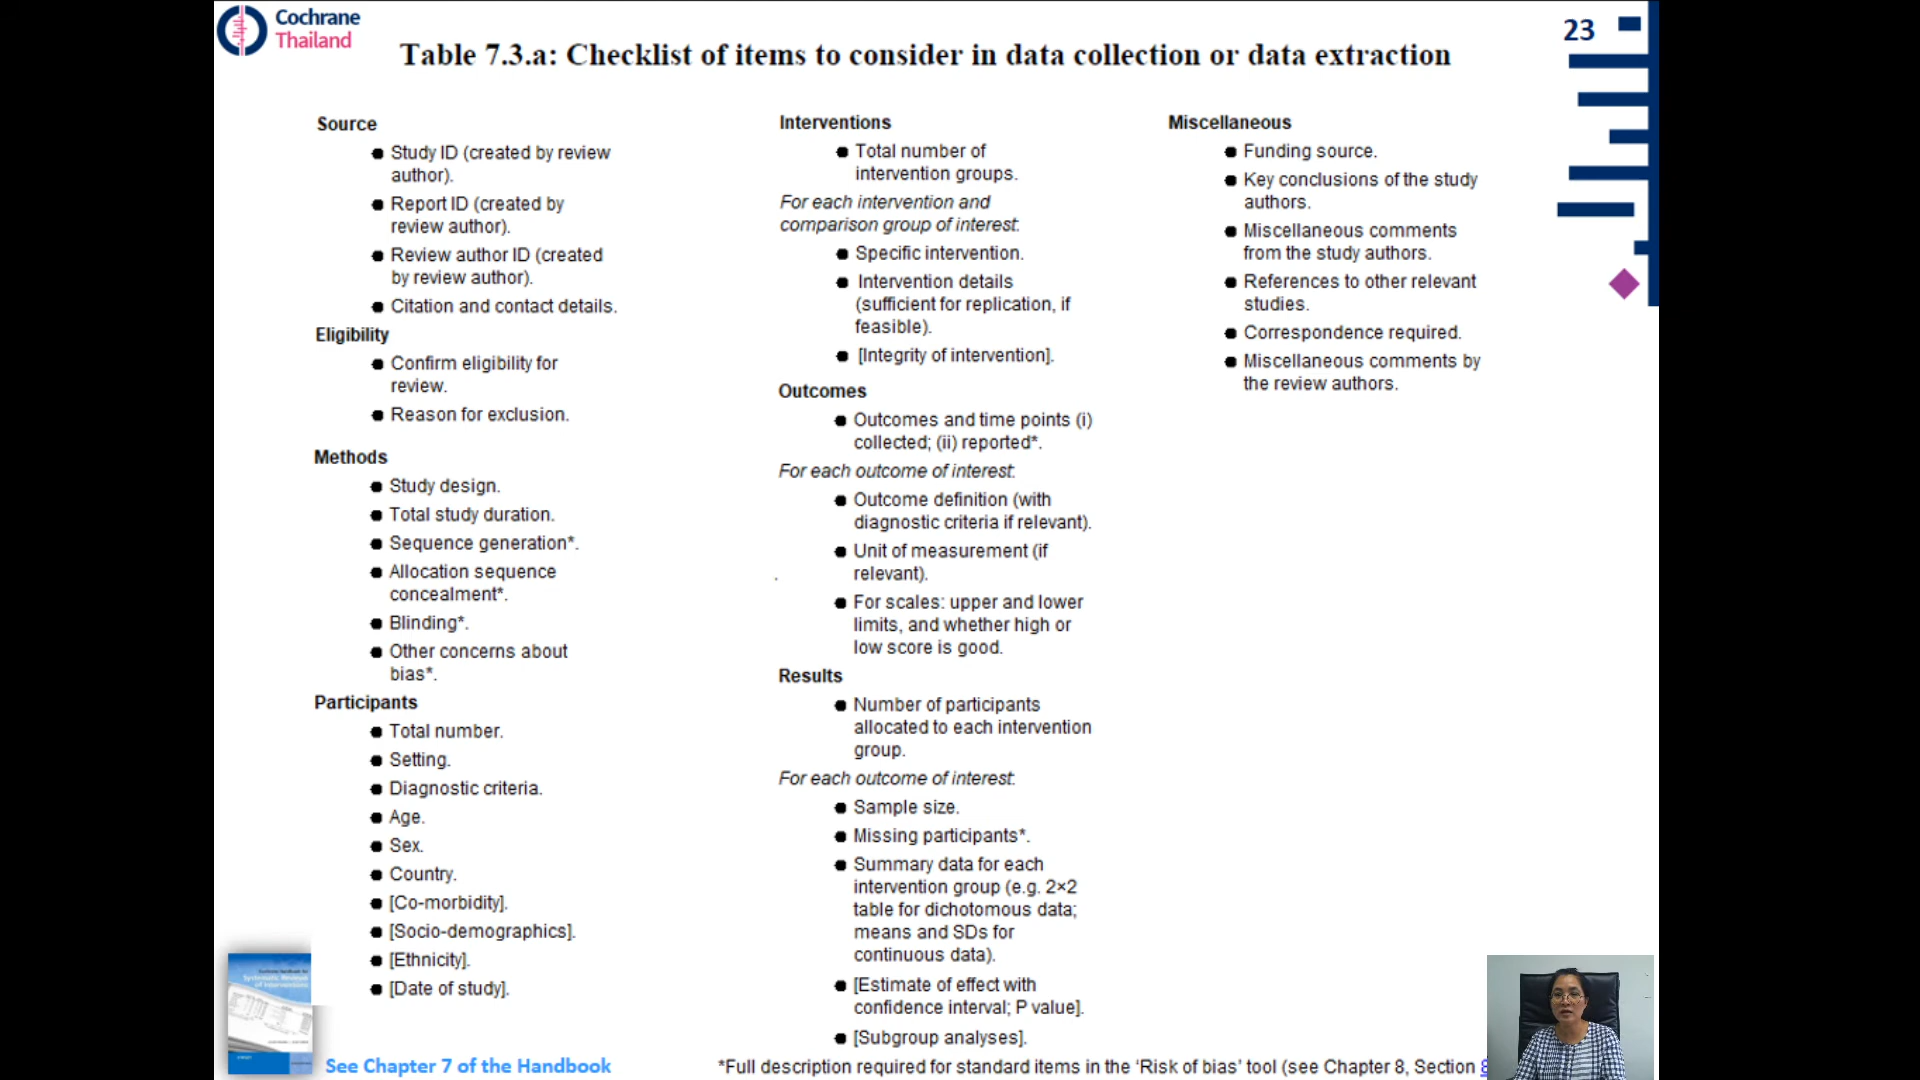 Cochrane
Thailand
23
Table 7.3.a: Checklist of items to consider in data collection or data extraction
Source
Study ID (created by review
author).
Report ID (created by
review author).
Review author ID (created
by review author).
Citation and contact details.
Eligibility
Confirm eligibility for
review.
Reason for exclusion.
Methods
Study design.
Total study duration.
Sequence generation*.
Allocation sequence
concealment*.
Blinding*.
Other concerns about
bias*.
Participants
Total number.
Setting.
Diagnostic criteria.
Age.
Sex.
Country.
[Co-morbidity].
[Socio-demographics].
[Ethnicity].
[Date of study].
Interventions
Total number of
intervention groups.
For each intervention and
comparison group of interest:
Specific intervention.
Intervention details
(sufficient for replication, if
feasible).
[Integrity of intervention].
Outcomes
Outcomes and time points (i)
collected; (ii) reported*.
For each outcome of interest:
Outcome definition (with
diagnostic criteria if relevant).
Unit of measurement (if
relevant).
For scales: upper and lower
limits, and whether high or
low score is good.
Results
Number of participants
allocated to each intervention
group.
For each outcome of interest:
Sample size.
Missing participants*.
Summary data for each
intervention group (e.g. 2×2
table for dichotomous data;
means and SDs for
continuous data).
[Estimate of effect with
confidence interval; P value].
[Subgroup analyses].
Miscellaneous
Funding source.
Key conclusions of the study
authors.
Miscellaneous comments
from the study authors.
References to other relevant
studies.
Correspondence required.
Miscellaneous comments by
the review authors.
Systematic Reviews
of Interventions
See Chapter 7 of the Handbook
*Full description required for standard items in the ‘Risk of bias’ tool (see Chapter 8, Section